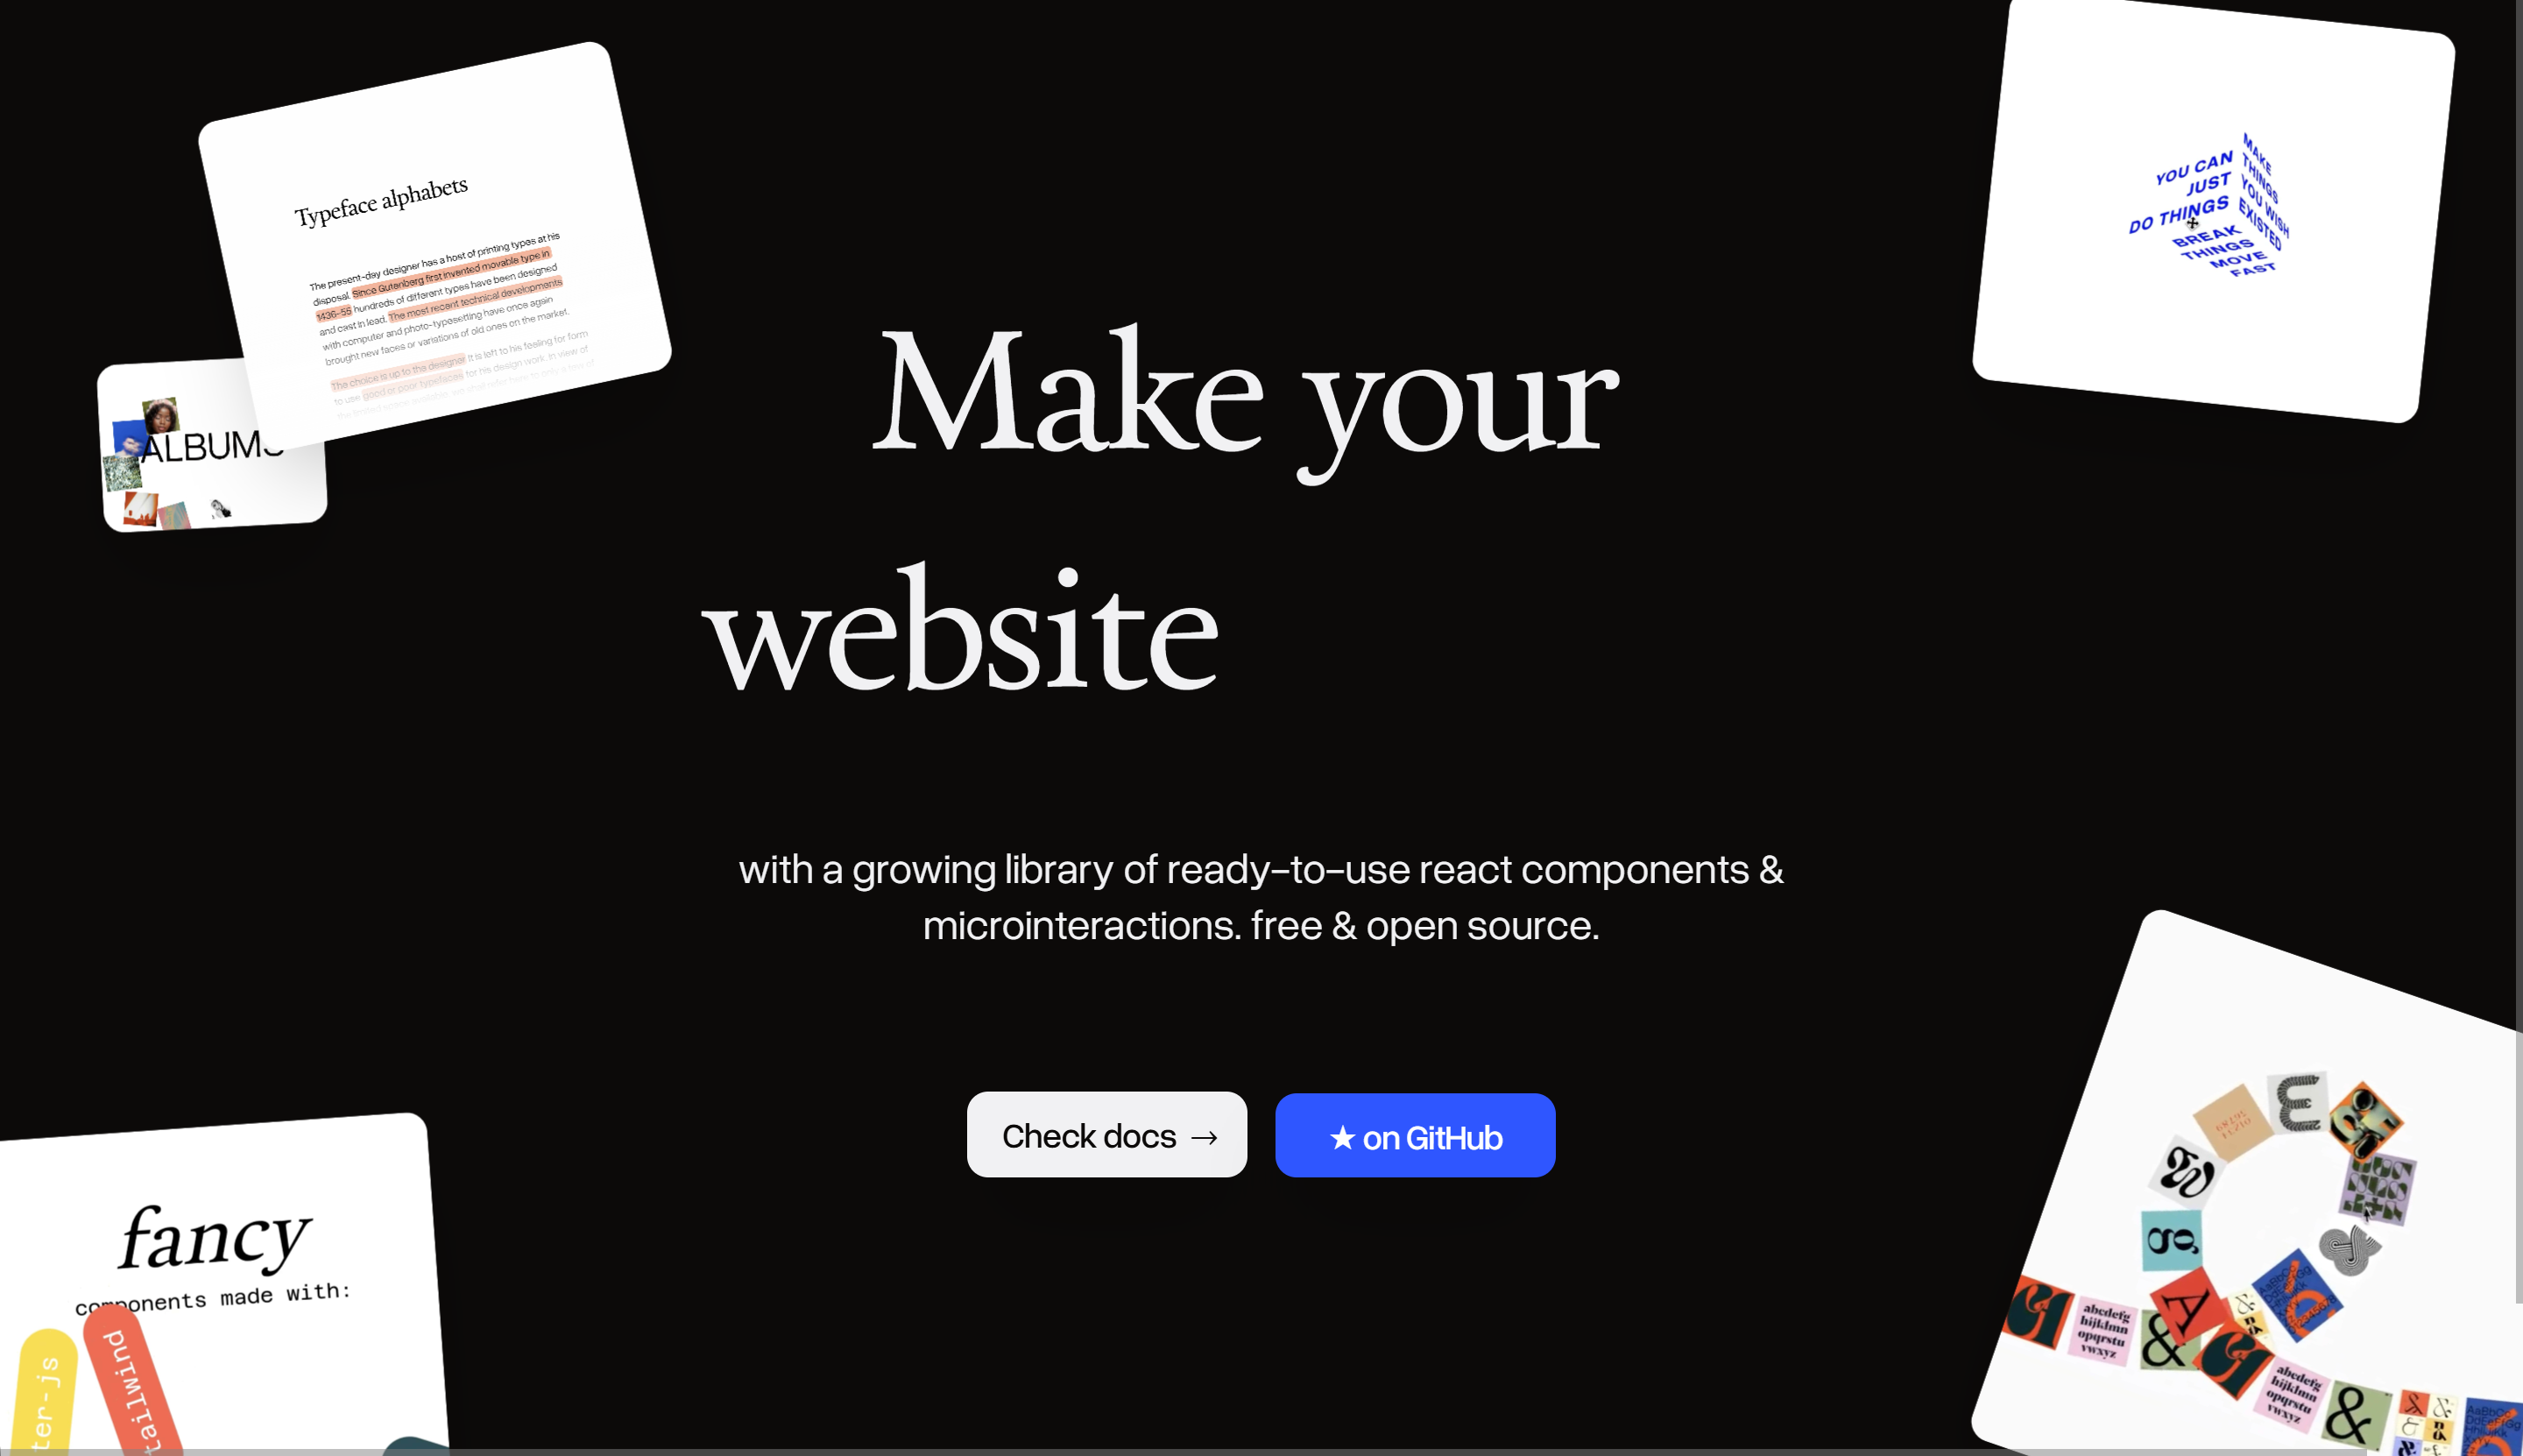 Typeface alphabets
The present-day designer has a host of printing types at his
disposal. Since Gutenberg first invented movable type in
1436-55 hundreds of different types have been designed
and cast in lead. The most recent technical developments
with computer and photo-typesetting have once again
brought new faces or variations of old ones on the market.
The choice is up to the designer It is left to his feeling for form
to use good or poor typefaces for his design work. In view of
ALBUMS
YOU CAN
JUST
DO THINGS
MAKE
THINGS
YOU WISH
EXISTED
BREAK
THINGS
MOVE
FAST
Make your
website
with a growing library of ready-to-use react components &
microinteractions. free & open source.
Check docs →
★ on GitHub
fancy
components made with:
ter-js
tailwind
W
g
A
&
abcdefg
hijklmn
opqrstu
vwxyz
&
abcdefg
hijklmn
opqrstu
vwxyz
&